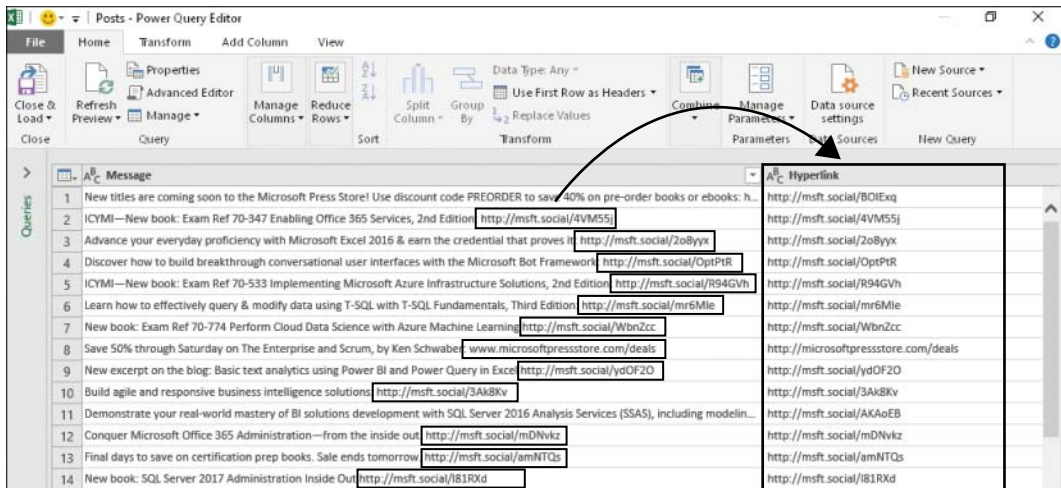 Posts - Power Query Editor
File Home Transform Add Column View
Close & Load
Refresh Preview
Properties
Advanced Editor
Manage
Manage Columns
Reduce Rows
Split Column
Group By
Data Type: Any
Use First Row as Headers
Replace Values
Combine
Manage Parameters
Data source settings
New Source
Recent Sources
Close Query Sort Transform Parameters Data Sources New Query
Queries
Message Hyperlink
1 New titles are coming soon to the Microsoft Press Store! Use discount code PREORDER to save 40% on pre-order books or ebooks: h... http://msft.social/BOIExq
2 ICYMI—New book: Exam Ref 70-347 Enabling Office 365 Services, 2nd Edition: http://msft.social/4VM55j http://msft.social/4VM55j
3 Advance your everyday proficiency with Microsoft Excel 2016 & earn the credential that proves it: http://msft.social/2o8yyx http://msft.social/2o8yyx
4 Discover how to build breakthrough conversational user interfaces with the Microsoft Bot Framework: http://msft.social/OptPtR http://msft.social/OptPtR
5 ICYMI—New book: Exam Ref 70-533 Implementing Microsoft Azure Infrastructure Solutions, 2nd Edition: http://msft.social/R94GVh http://msft.social/R94GVh
6 Learn how to effectively query & modify data using T-SQL with T-SQL Fundamentals, Third Edition: http://msft.social/mr6Mle http://msft.social/mr6Mle
7 New book: Exam Ref 70-774 Perform Cloud Data Science with Azure Machine Learning http://msft.social/WbnZcc http://msft.social/WbnZcc
8 Save 50% through Saturday on The Enterprise and Scrum, by Ken Schwaber: www.microsoftpressstore.com/deals http://microsoftpressstore.com/deals
9 New excerpt on the blog: Basic text analytics using Power BI and Power Query in Excel http://msft.social/ydOF2O http://msft.social/ydOF2O
10 Build agile and responsive business intelligence solutions: http://msft.social/3Ak8Kv http://msft.social/3Ak8Kv
11 Demonstrate your real-world mastery of BI solutions development with SQL Server 2016 Analysis Services (SSAS), including modelin... http://msft.social/AKAoEB
12 Conquer Microsoft Office 365 Administration—from the inside out: http://msft.social/mDNvkz http://msft.social/mDNvkz
13 Final days to save on certification prep books. Sale ends tomorrow: http://msft.social/amNTQs http://msft.social/amNTQs
14 New book: SQL Server 2017 Administration Inside Out http://msft.social/I81RXd http://msft.social/I81RXd